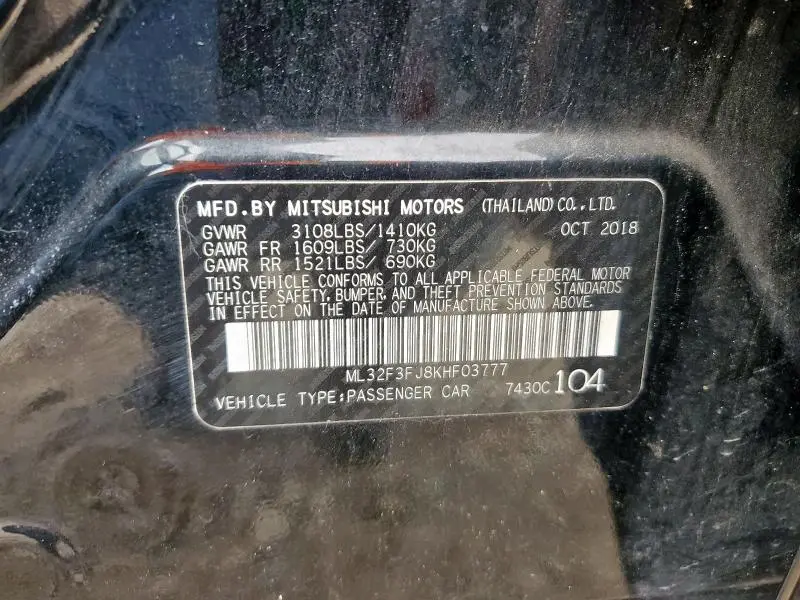 MFD.BY MITSUBISHI MOTORS (THAILAND)CO.,LTD.
GVWR 3108LBS/1410KG OCT 2018
GAWR FR 1609LBS/ 730KG
GAWR RR 1521LBS/ 690KG
THIS VEHICLE CONFORMS TO ALL APPLICABLE FEDERAL MOTOR
VEHICLE SAFETY, BUMPER, AND THEFT PREVENTION STANDARDS
IN EFFECT ON THE DATE OF MANUFACTURE SHOWN ABOVE.
ML32F3FJ8KHF03777
VEHICLE TYPE:PASSENGER CAR 7430C 104